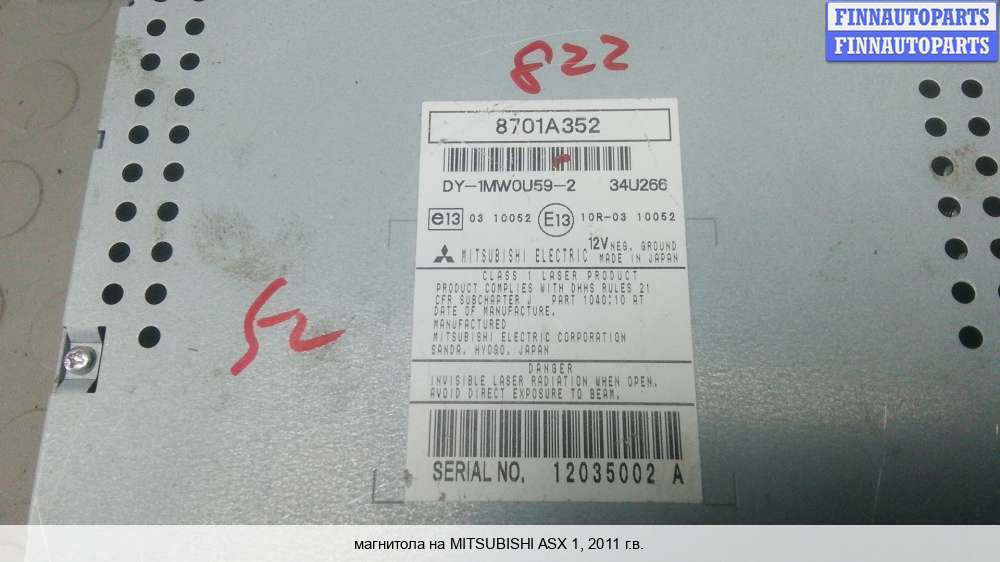 FINNAUTOPARTS
FINNAUTOPARTS
822
8701A352
DY-1MW0U59-2 34U266
e13 03 10052 E13 10R-03 10052
MITSUBISHI ELECTRIC 12V NEG. GROUND
MADE IN JAPAN
CLASS 1 LASER PRODUCT
PRODUCT COMPLIES WITH DHHS RULES 21
CFR SUBCHAPTER J PART 1040:10 AT
DATE OF MANUFACTURE.
MANUFACTURED
MITSUBISHI ELECTRIC CORPORATION
SANDA, HYOGO, JAPAN
DANGER
INVISIBLE LASER RADIATION WHEN OPEN.
AVOID DIRECT EXPOSURE TO BEAM.
SERIAL NO. 12035002 A
52
магнитола на MITSUBISHI ASX 1, 2011 г.в.